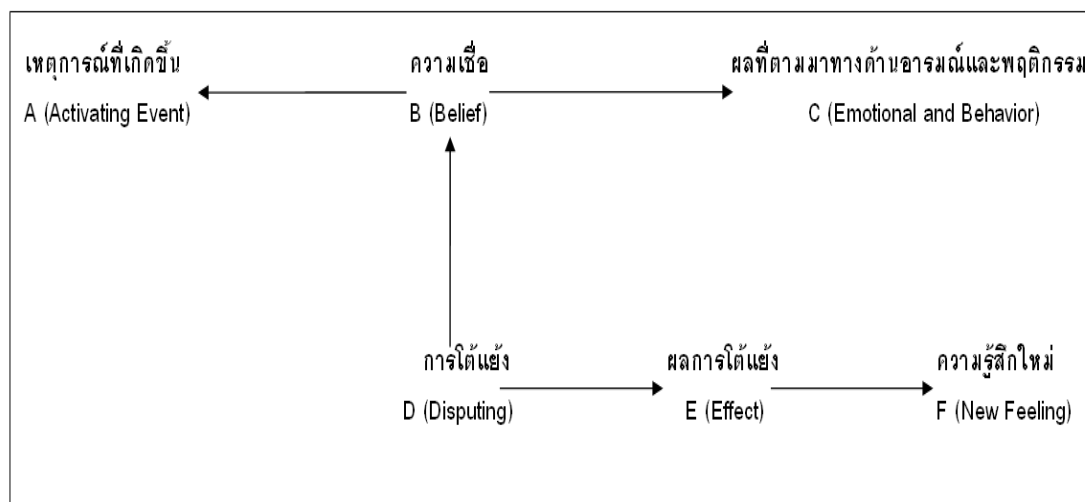 เหตุการณ์ที่เกิดขึ้น
ความเชื่อ
ผลที่ตามมาทางด้านอารมณ์และพฤติกรรม
A (Activating Event)
B (Belief)
C (Emotional and Behavior)
การโต้แย้ง
ผลการโต้แย้ง
ความรู้สึกใหม่
D (Disputing)
E (Effect)
F (New Feeling)